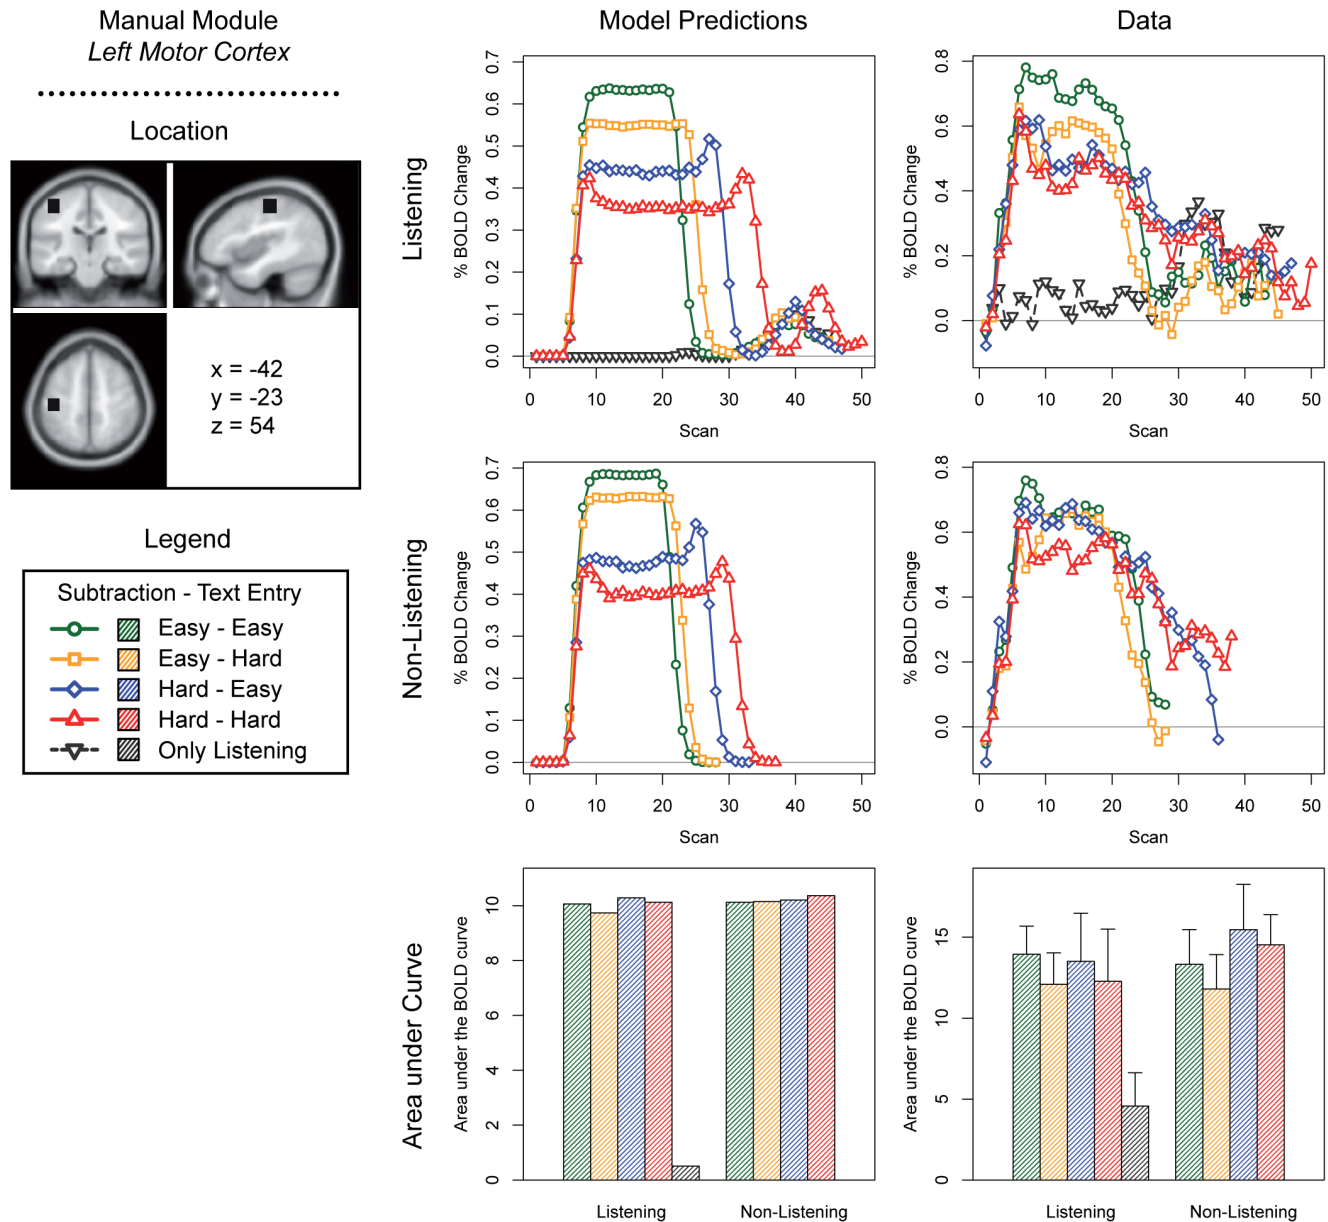 Manual Module
Left Motor Cortex
Location
x = -42
y = -23
z = 54
Legend
Subtraction - Text Entry
Easy - Easy
Easy - Hard
Hard - Easy
Hard - Hard
Only Listening
Model Predictions
Data
Listening
% BOLD Change
0.0 0.1 0.2 0.3 0.4 0.5 0.6 0.7
0 10 20 30 40 50
Scan
% BOLD Change
0.0 0.2 0.4 0.6 0.8
0 10 20 30 40 50
Scan
Non-Listening
% BOLD Change
0.0 0.1 0.2 0.3 0.4 0.5 0.6 0.7
0 10 20 30 40 50
Scan
% BOLD Change
0.0 0.2 0.4 0.6 0.8
0 10 20 30 40 50
Scan
Area under Curve
Area under the BOLD curve
0 2 4 6 8 10
Listening Non-Listening
Area under the BOLD curve
0 5 10 15
Listening Non-Listening